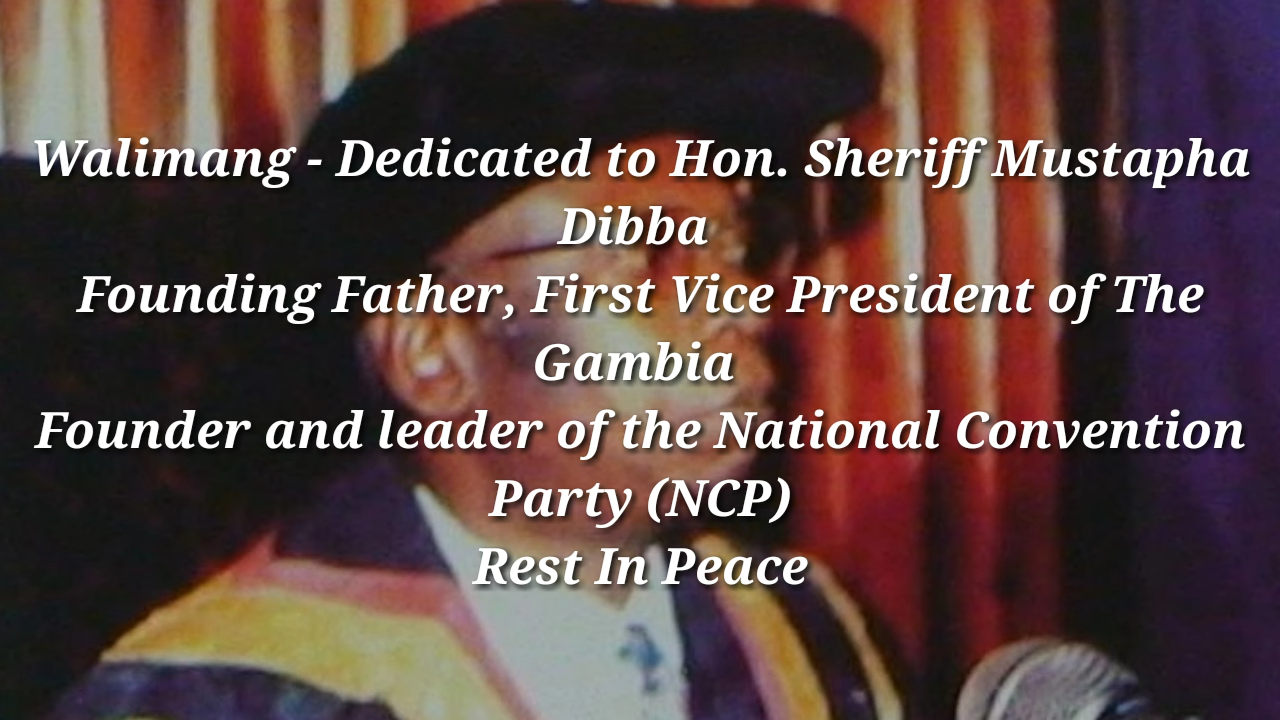 Walimang - Dedicated to Hon. Sheriff Mustapha
Dibba
Founding Father, First Vice President of The
Gambia
Founder and leader of the National Convention
Party (NCP)
Rest In Peace